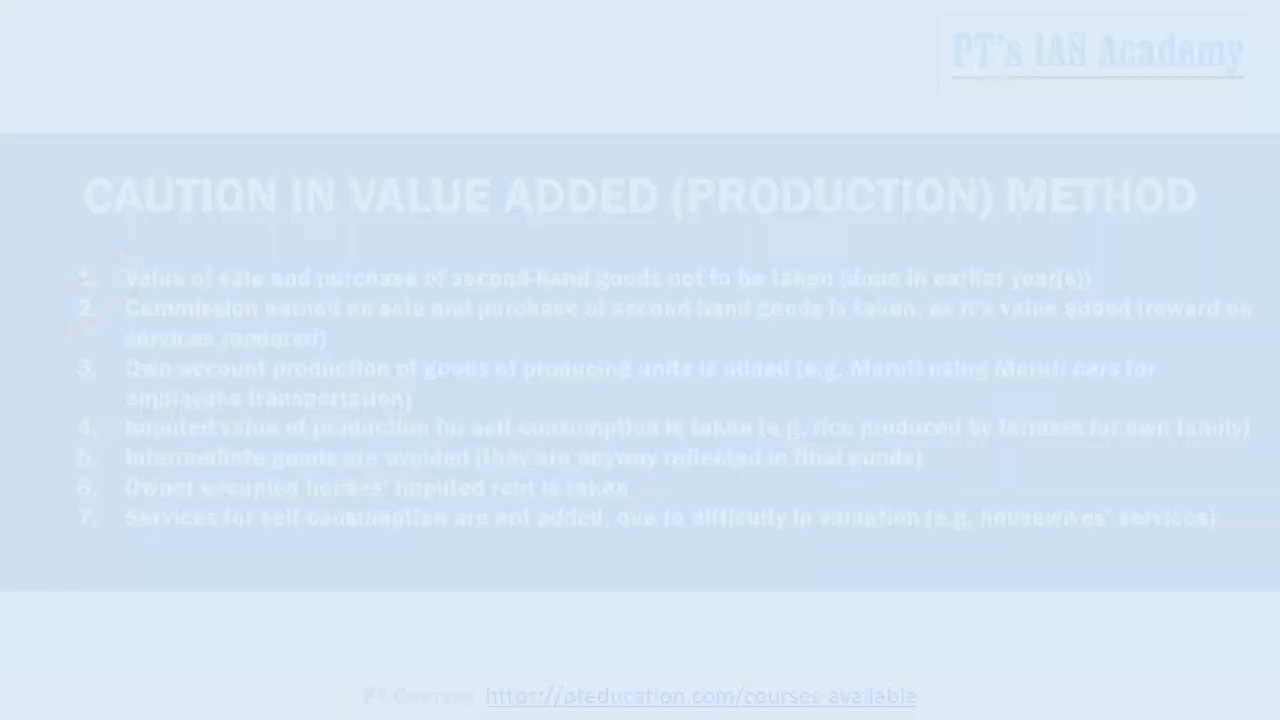 PT's IAS Academy
CAUTION IN VALUE ADDED (PRODUCTION) METHOD
1. Value of sale and purchase of second-hand goods not to be taken (done in earlier year(s))
2. Commission earned on sale and purchase of second hand goods is taken, as it's value added (reward on
services rendered)
3. Own account production of goods of producing units is added (e.g. Maruti using Maruti cars for
employees transportation)
4. Imputed value of production for self-consumption is taken (e.g. rice produced by farmers for own family)
5. Intermediate goods are avoided (they are anyway reflected in final goods)
6. Owner occupied houses' imputed rent is taken
7. Services for self consumption are not added, due to difficulty in valuation (e.g. housewives' services)
PT Courses https://pteducation.com/courses-available